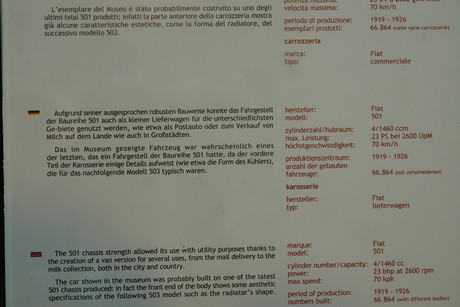 L'esemplare del Museo è stato probabilmente costruito su uno degli
ultimi telai 501 prodotti; infatti la parte anteriore della carrozzeria mostra
già alcune caratteristiche estetiche, come la forma del radiatore, del
successivo modello 503.
potenza massima:
velocità massima: 70 km/h
periodo di produzione: 1919 - 1926
esemplari prodotti: 66.864 (nelle varie carrozzerie)
carrozzeria
marca: Fiat
tipo: commerciale
Aufgrund seiner ausgesprochen robusten Bauweise konnte das Fahrgestell
der Baureihe 501 auch als kleiner Lieferwagen für die unterschiedlichsten
Ge-biete genutzt werden, wie etwa als Postauto oder zum Verkauf von
Milch auf dem Lande wie auch in Großstädten.
Das im Museum gezeigte Fahrzeug war wahrscheinlich eines
der letzten, das ein Fahrgestell der Baureihe 501 hatte, da der vordere
Teil der Karosserie einige Details aufweist (wie etwa die Form des Kühlers),
die für das nachfolgende Modell 503 typisch waren.
hersteller: Fiat
modell: 501
zylinderzahl/hubraum: 4/1460 ccm
max. Leistung: 23 PS bei 2600 UpM
höchstgeschwindigkeit: 70 km/h
produktionszeitraum: 1919 - 1926
anzahl der gebauten
fahrzeuge: 66.864 (mit verschiedenen)
karosserie
hersteller: Fiat
typ: lieferwagen
The 501 chassis strength allowed its use with utility purposes thanks to
the creation of a van version for several uses, from the mail delivery to the
milk collection, both in the city and country.
The car shown in the museum was probably built on one of the latest
501 chassis produced: in fact the front end of the body shows some aesthetic
specifications of the following 503 model such as the radiator's shape.
marque: Fiat
model: 501
cylinder number/capacity: 4/1460 cc
power: 23 bhp at 2600 rpm
max speed: 70 kph
period of production: 1919 - 1926
numbers built: 66.864 (with different bodies)